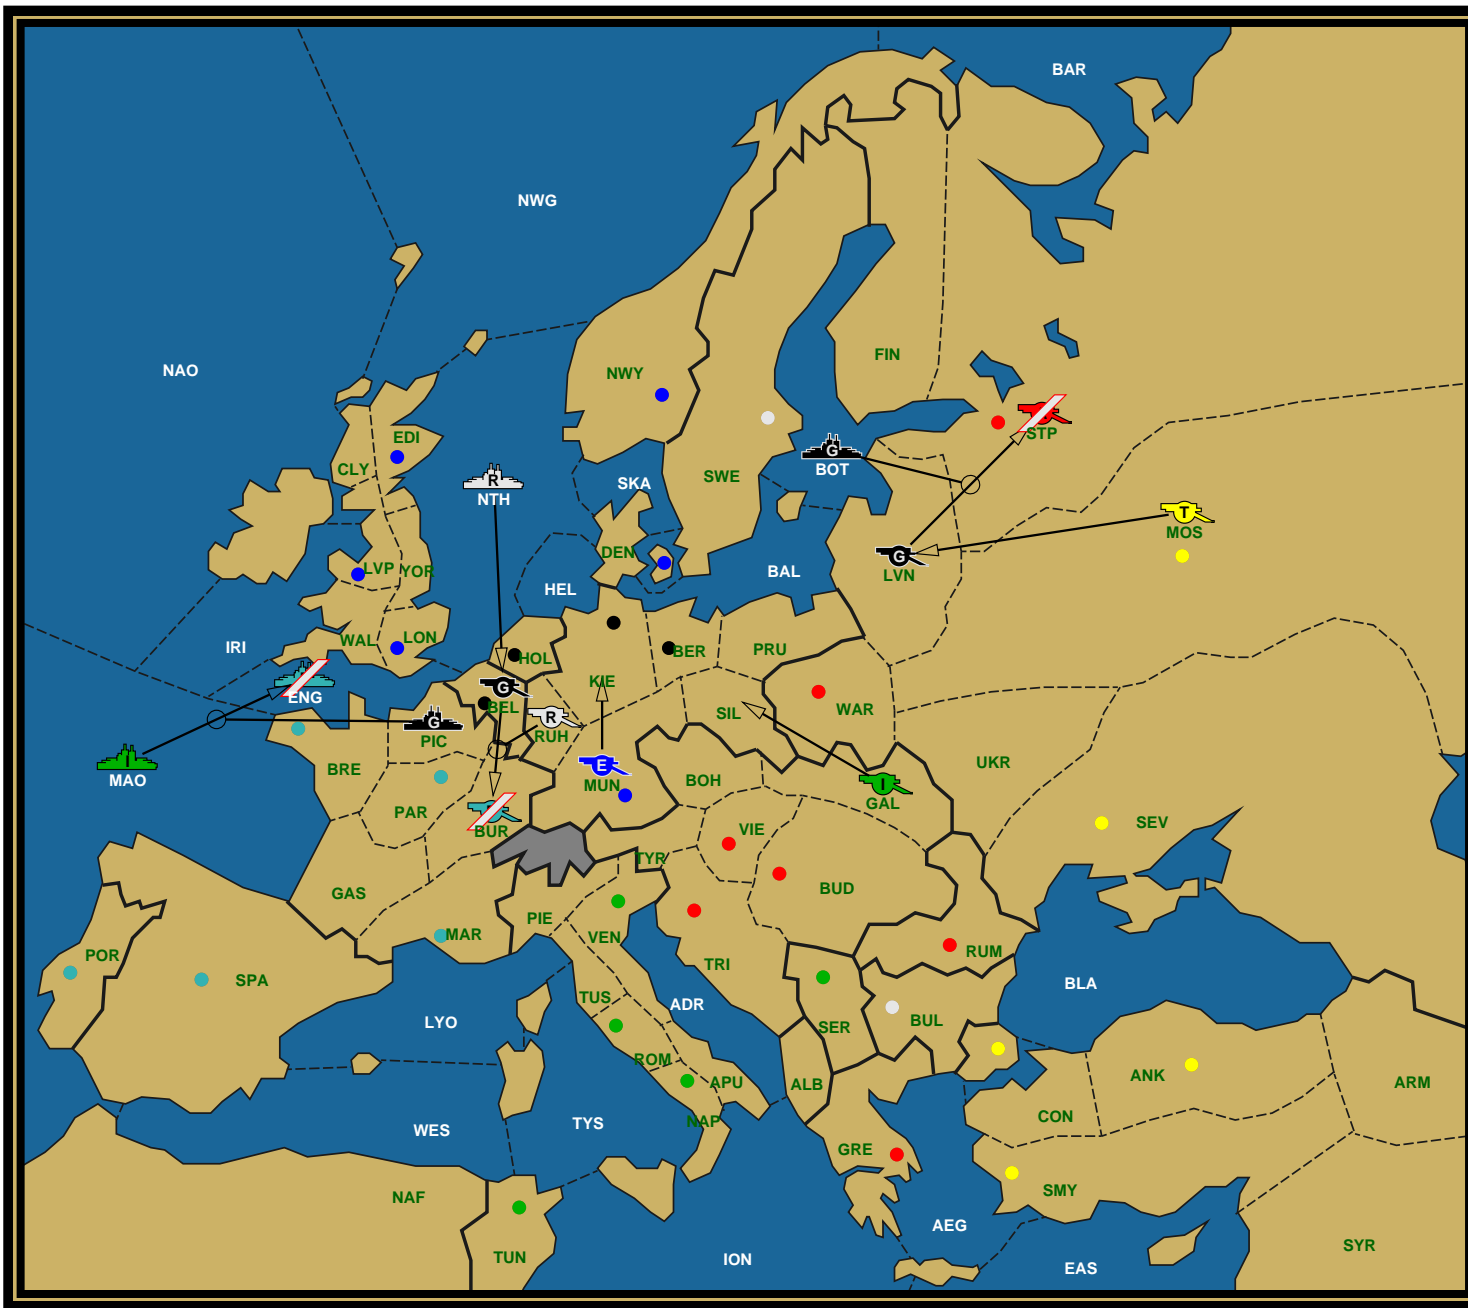 BAR
NWG
NAO
FIN
NWY
EDI
CLY
STP
G
BOT
SKA
SWE
R
NTH
T
MOS
G
LVN
DEN
LVP
YOR
BAL
HEL
IRI
WAL
LON
HOL
BER
PRU
KIE
ENG
G
BEL
SIL
WAR
G
PIC
R
RUH
I
MAO
BRE
E
MUN
BOH
UKR
I
GAL
PAR
BUR
SEV
VIE
TYR
BUD
GAS
PIE
VEN
MAR
POR
SPA
TRI
RUM
BLA
TUS
ADR
LYO
SER
BUL
ROM
APU
ALB
ANK
ARM
NAP
CON
WES
TYS
GRE
NAF
SMY
AEG
TUN
ION
SYR
EAS